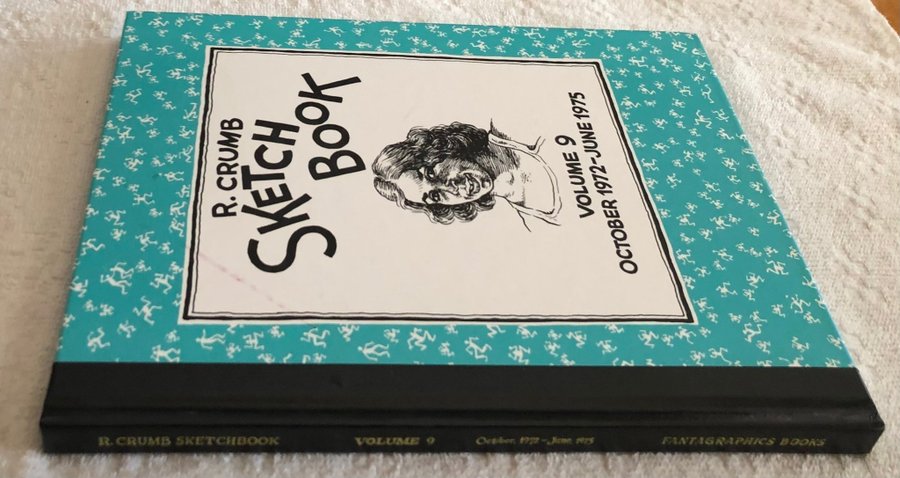 R. CRUMB
SKETCH
BOOK
VOLUME 9
OCTOBER 1972-JUNE 1975
R. CRUMB SKETCHBOOK VOLUME 9 October, 1972-June, 1975 FANTAGRAPHICS BOOKS